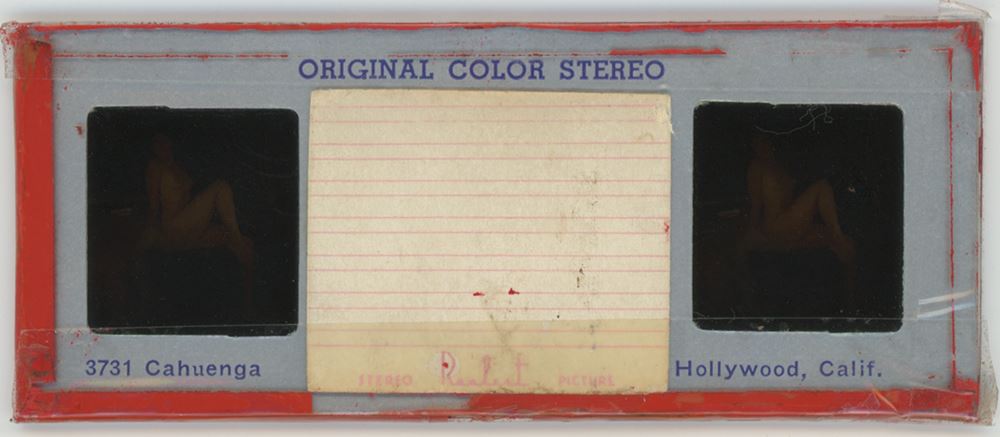 ORIGINAL COLOR STEREO
3731 Cahuenga
STEREO Realist PICTURE
Hollywood, Calif.